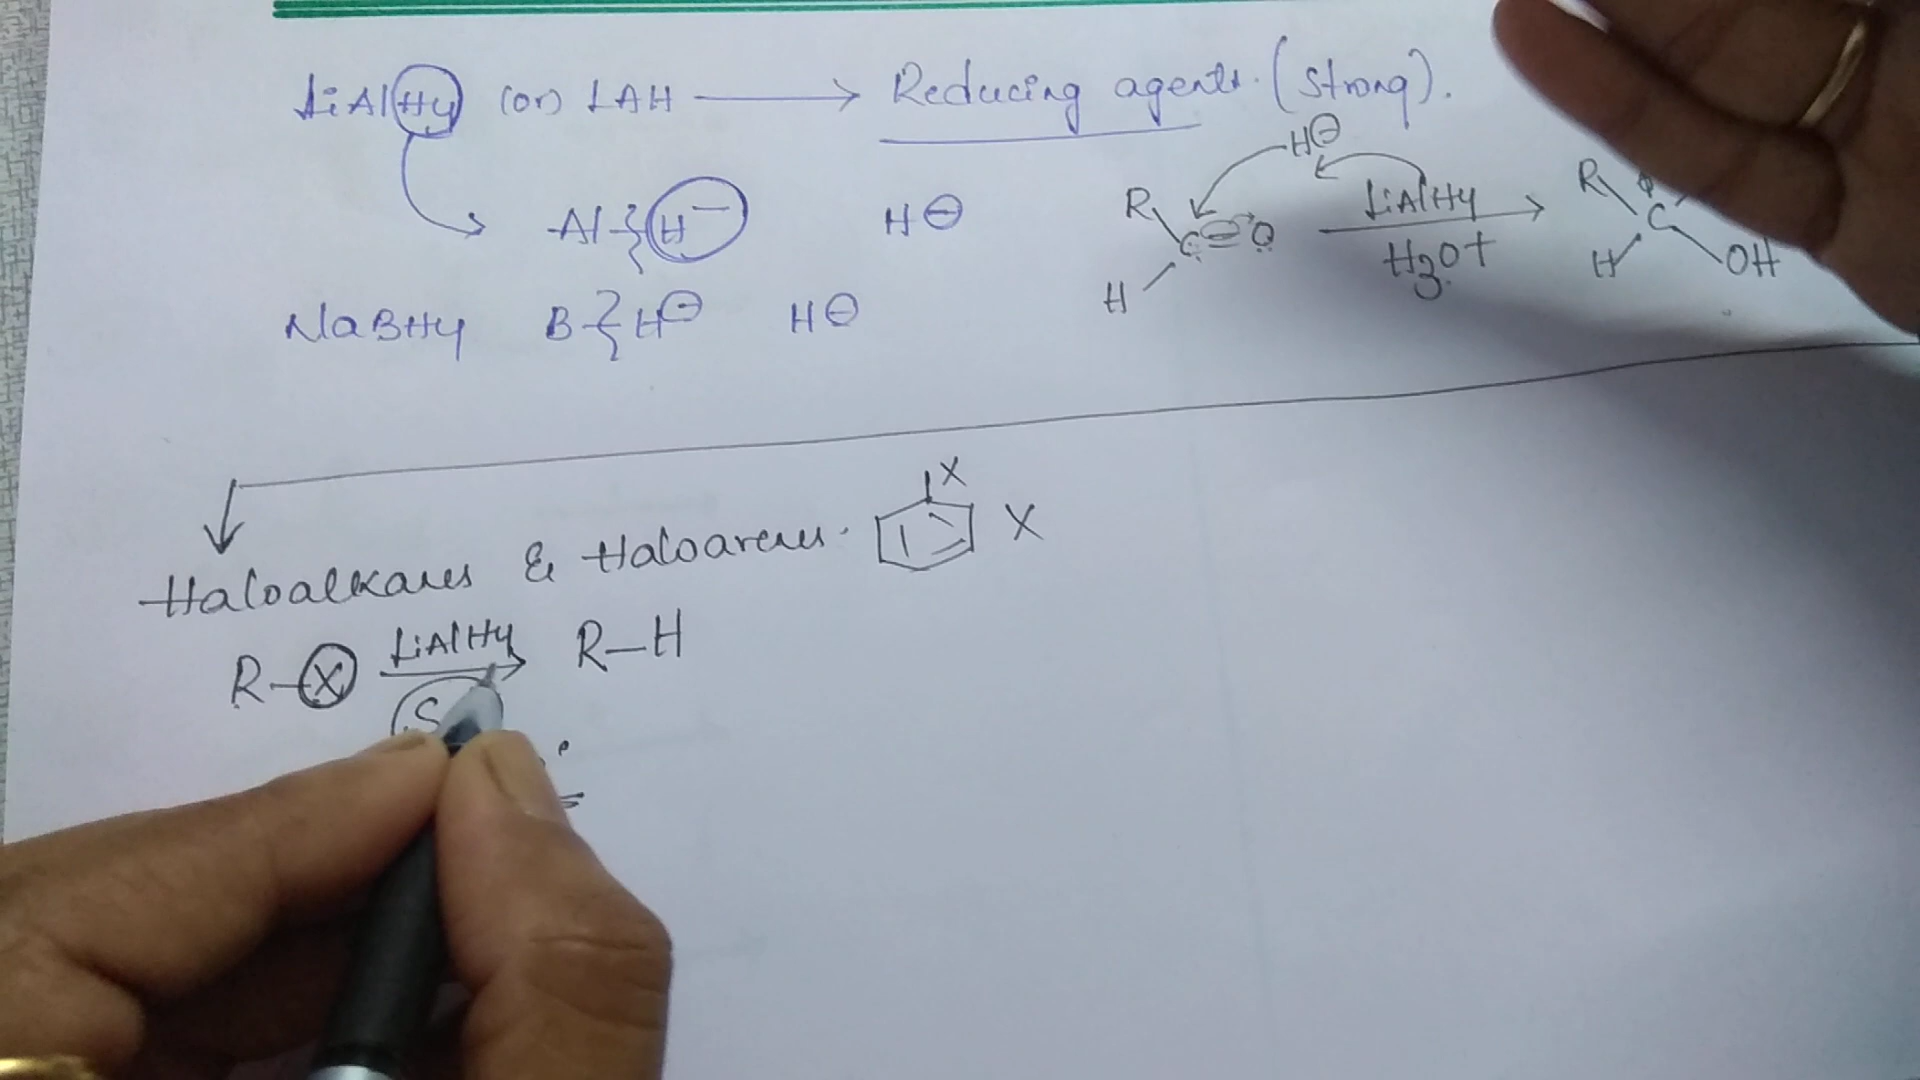 LiAlH4 (or) LAH → Reducing agents. (Strong).
Al-H⁻ H⊖
NaBH4 B-H⊖ H⊖
H⊖
R C=O LiAlH4 R C
H H3O+ H OH
Haloalkanes & Haloarenes. X X
R-X LiAlH4 R-H
S